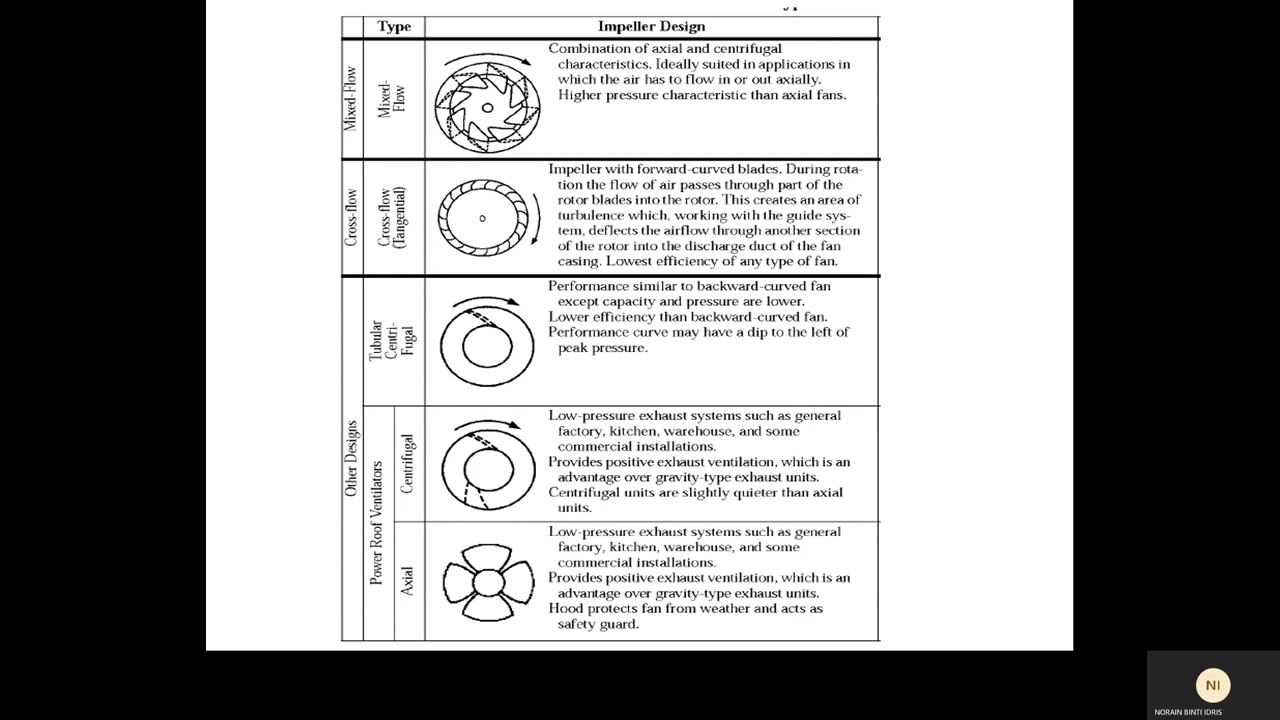 Type
Impeller Design
Mixed-Flow
Mixed-
Flow
Combination of axial and centrifugal
characteristics. Ideally suited in applications in
which the air has to flow in or out axially.
Higher pressure characteristic than axial fans.
Cross-flow
Cross-flow
(Tangential)
Impeller with forward-curved blades. During rota-
tion the flow of air passes through part of the
rotor blades into the rotor. This creates an area of
turbulence which, working with the guide sys-
tem, deflects the airflow through another section
of the rotor into the discharge duct of the fan
casing. Lowest efficiency of any type of fan.
Other Designs
Tubular
Centri-
Fugal
Performance similar to backward-curved fan
except capacity and pressure are lower.
Lower efficiency than backward-curved fan.
Performance curve may have a dip to the left of
peak pressure.
Power Roof Ventilators
Centrifugal
Low-pressure exhaust systems such as general
factory, kitchen, warehouse, and some
commercial installations.
Provides positive exhaust ventilation, which is an
advantage over gravity-type exhaust units.
Centrifugal units are slightly quieter than axial
units.
Axial
Low-pressure exhaust systems such as general
factory, kitchen, warehouse, and some
commercial installations.
Provides positive exhaust ventilation, which is an
advantage over gravity-type exhaust units.
Hood protects fan from weather and acts as
safety guard.
NI
NORAIN BINTI IDRIS